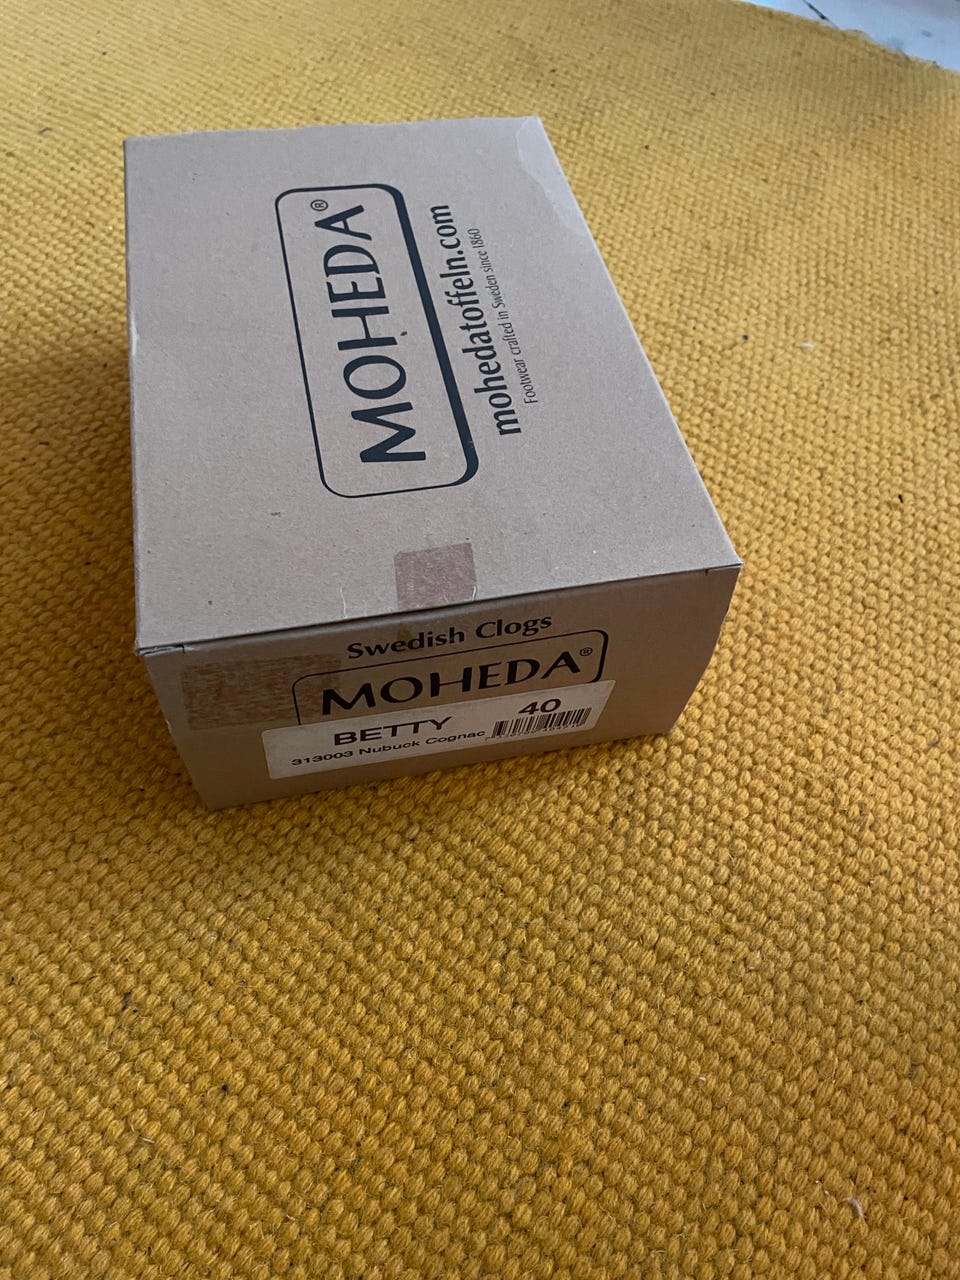 MOHEDA®
mohedatoffeln.com
Footwear crafted in Sweden since 1860
Swedish Clogs
MOHEDA®
BETTY 40
313003 Nubuck Cognac